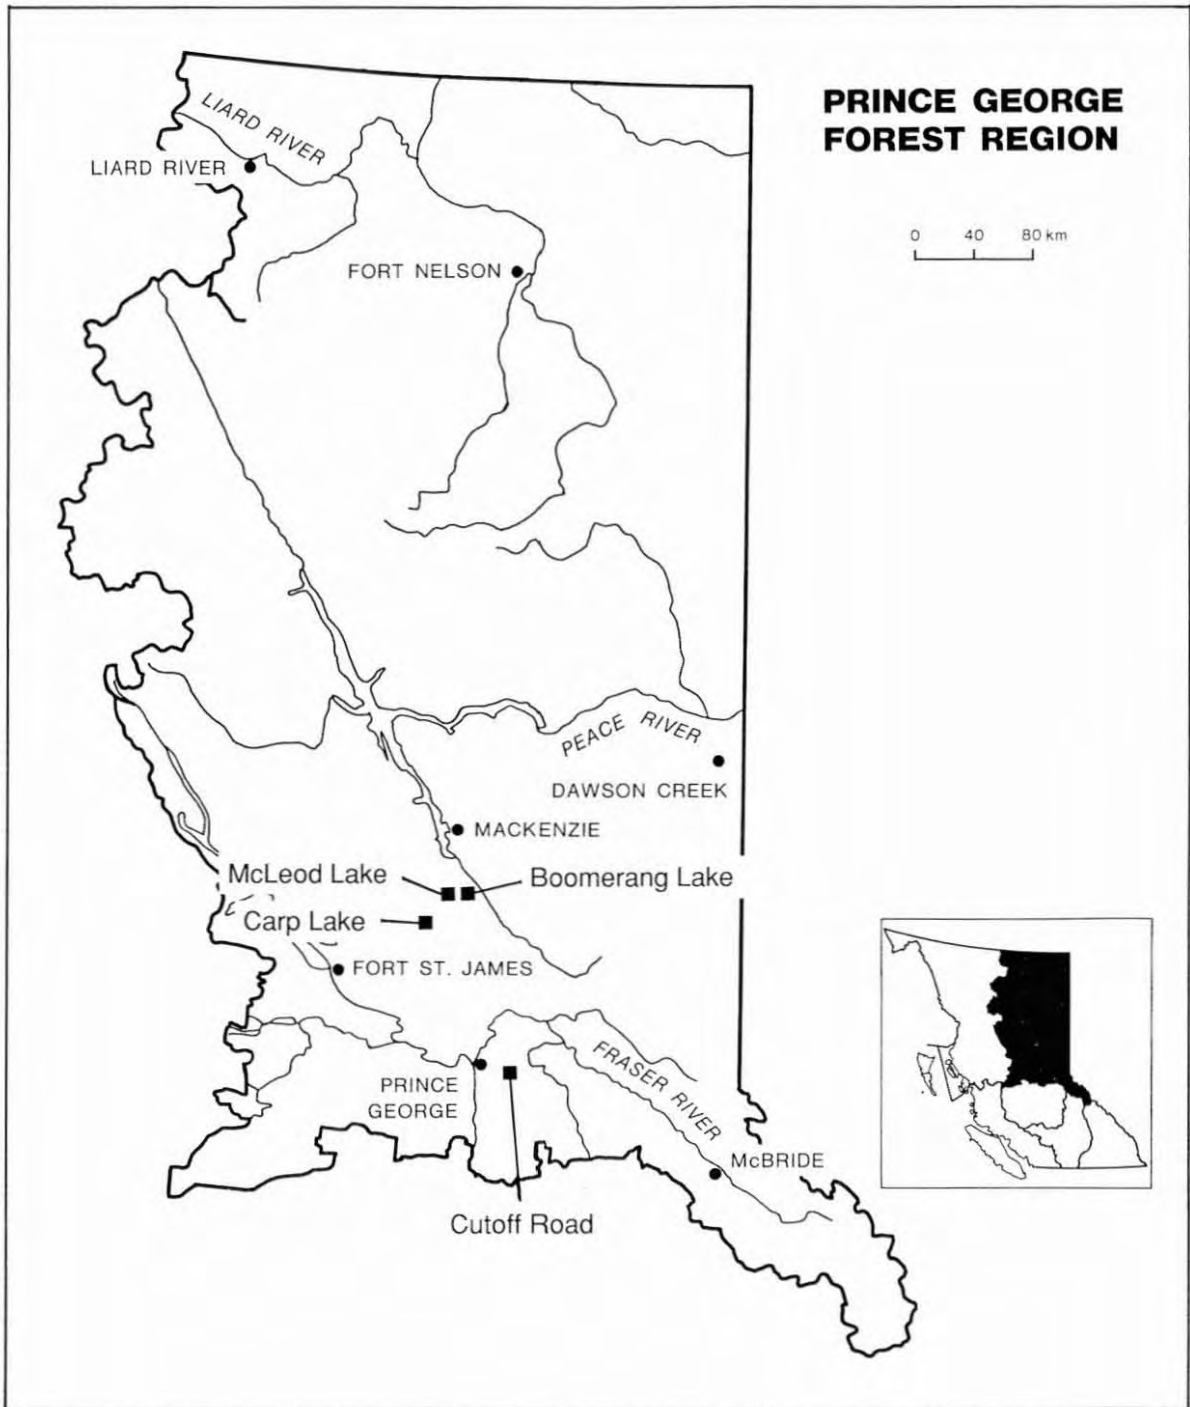 PRINCE GEORGE
FOREST REGION
0 40 80 km
LIARD RIVER
LIARD RIVER
FORT NELSON
PEACE RIVER
DAWSON CREEK
MACKENZIE
McLeod Lake
Boomerang Lake
Carp Lake
FORT ST. JAMES
FRASER RIVER
PRINCE
GEORGE
McBRIDE
Cutoff Road